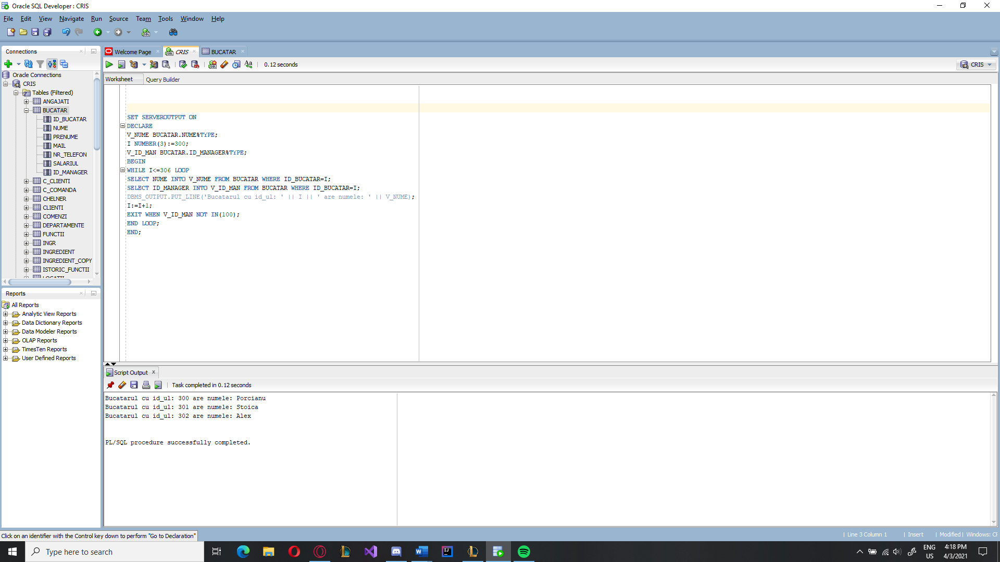 Oracle SQL Developer : CRIS
File Edit View Navigate Run Source Team Tools Window Help
Connections
Oracle Connections
CRIS
Tables (Filtered)
ANGAJATI
BUCATAR
ID_BUCATAR
NUME
PRENUME
MAIL
NR_TELEFON
SALARIUL
ID_MANAGER
C_CLIENTI
C_COMANDA
CHELNER
CLIENTI
COMENZI
DEPARTAMENTE
FUNCTII
INGR
INGREDIENT
INGREDIENT_COPY
ISTORIC_FUNCTII
LOCATII
Reports
All Reports
Analytic View Reports
Data Dictionary Reports
Data Modeler Reports
OLAP Reports
TimesTen Reports
User Defined Reports
Welcome Page CRIS BUCATAR
0.12 seconds
CRIS
Worksheet Query Builder
SET SERVEROUTPUT ON
DECLARE
V_NUME BUCATAR.NUME%TYPE;
I NUMBER(3):=300;
V_ID_MAN BUCATAR.ID_MANAGER%TYPE;
BEGIN
WHILE I<=306 LOOP
SELECT NUME INTO V_NUME FROM BUCATAR WHERE ID_BUCATAR=I;
SELECT ID_MANAGER INTO V_ID_MAN FROM BUCATAR WHERE ID_BUCATAR=I;
DBMS_OUTPUT.PUT_LINE('Bucatarul cu id_ul: ' || I || ' are numele: ' || V_NUME);
I:=I+1;
EXIT WHEN V_ID_MAN NOT IN(100);
END LOOP;
END;
Script Output
Task completed in 0.12 seconds
Bucatarul cu id_ul: 300 are numele: Porcianu
Bucatarul cu id_ul: 301 are numele: Stoica
Bucatarul cu id_ul: 302 are numele: Alex
PL/SQL procedure successfully completed.
Click on an identifier with the Control key down to perform "Go to Declaration"
Line 3 Column 1 Insert Modified Windows: CF
Type here to search
ENG
US
4:18 PM
4/3/2021